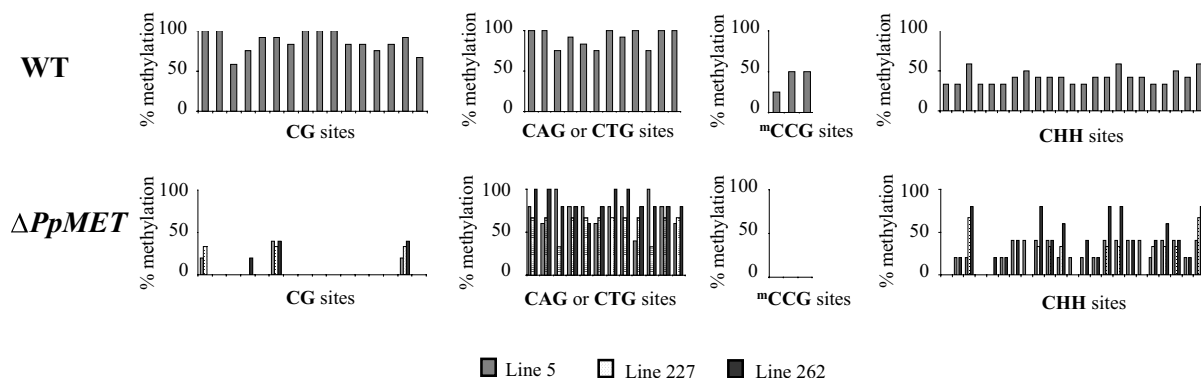 WT
% methylation
100
50
0
CG sites
% methylation
100
50
0
CAG or CTG sites
% methylation
100
50
0
mCCG sites
% methylation
100
50
0
CHH sites
ΔPpMET
% methylation
100
50
0
CG sites
% methylation
100
50
0
CAG or CTG sites
% methylation
100
50
0
mCCG sites
% methylation
100
50
0
CHH sites
Line 5
Line 227
Line 262